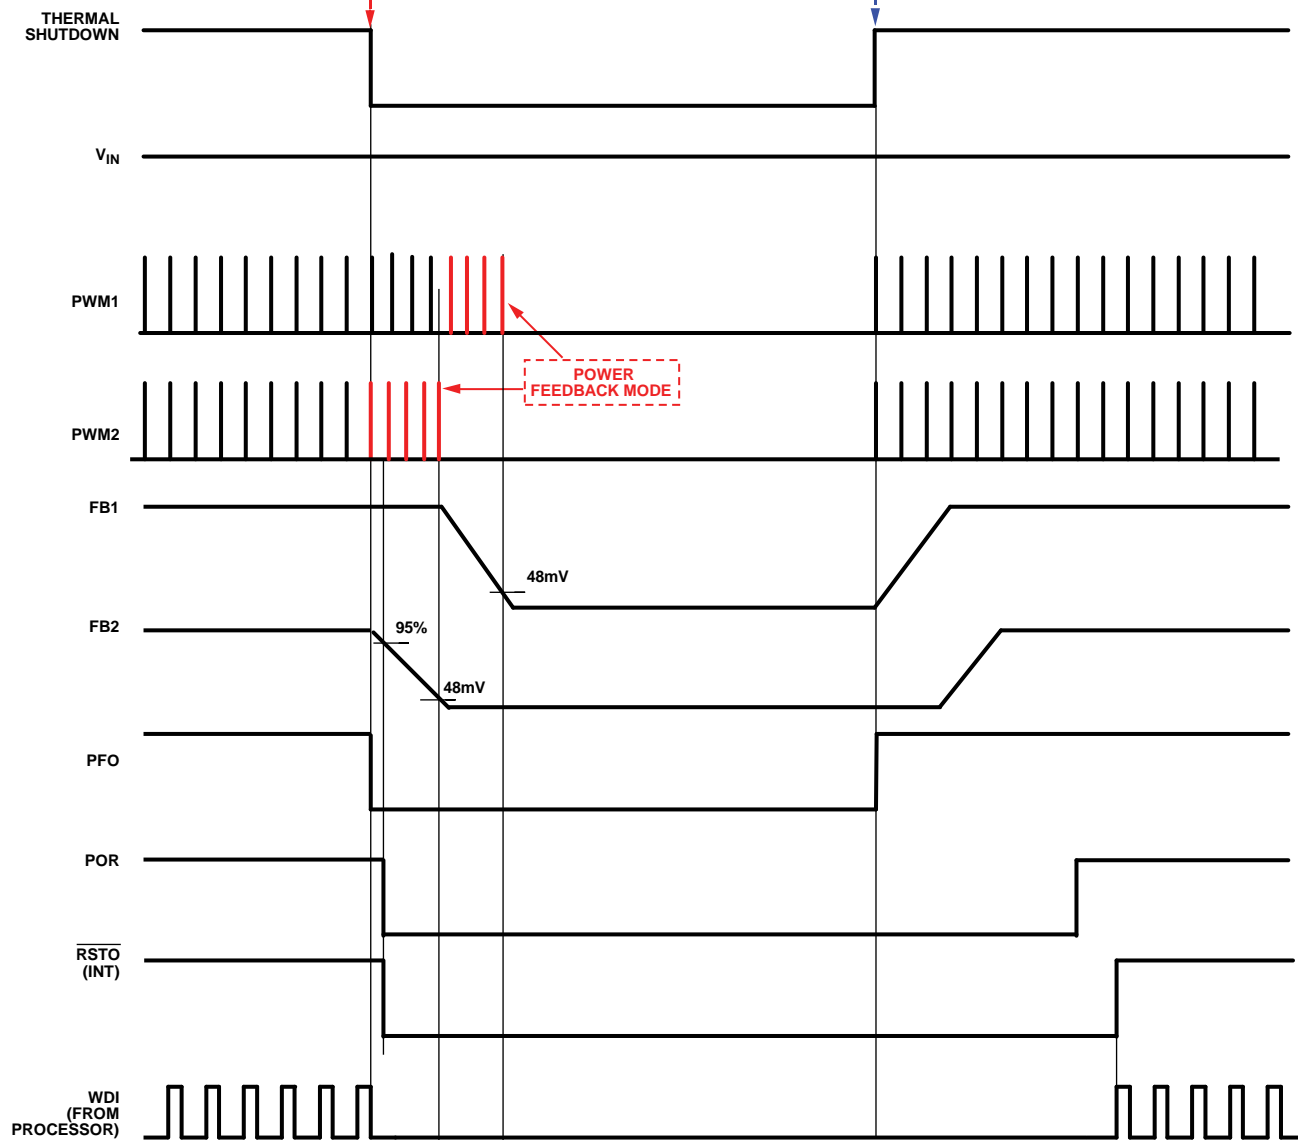 THERMAL
SHUTDOWN
VIN
PWM1
POWER
FEEDBACK MODE
PWM2
FB1
48mV
FB2
95%
48mV
PFO
POR
RSTO
(INT)
WDI
(FROM
PROCESSOR)